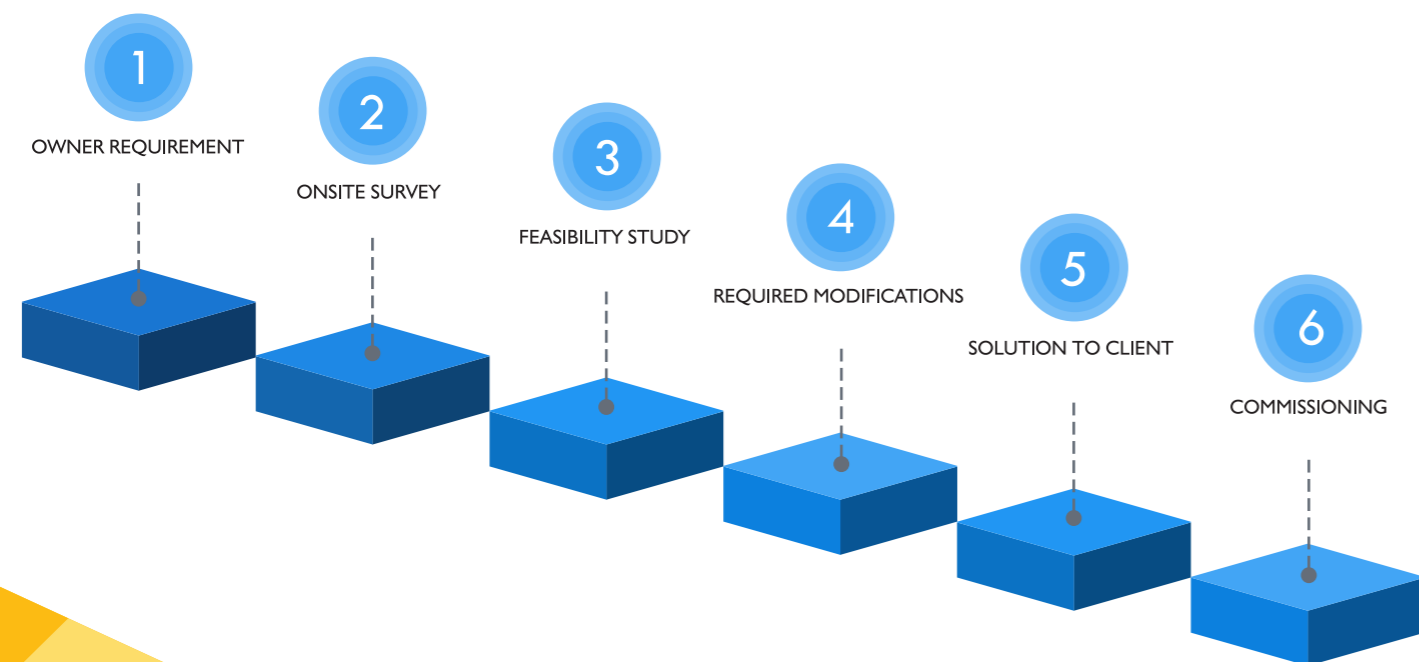 1
OWNER REQUIREMENT
2
ONSITE SURVEY
3
FEASIBILITY STUDY
4
REQUIRED MODIFICATIONS
5
SOLUTION TO CLIENT
6
COMMISSIONING